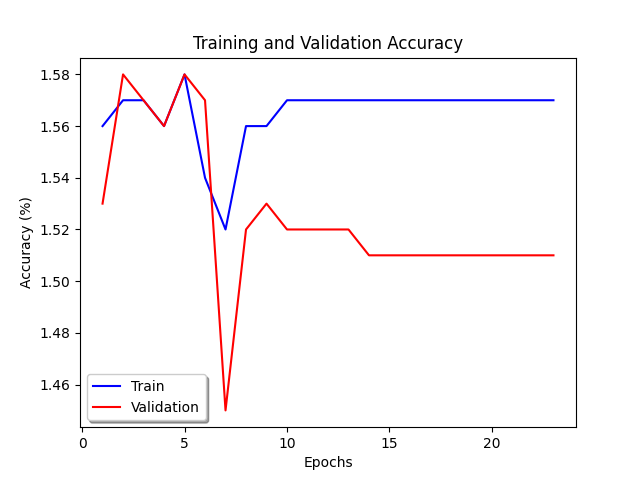 Training and Validation Accuracy
Accuracy (%)
1.58
1.56
1.54
1.52
1.50
1.48
1.46
Train
Validation
0 5 10 15 20
Epochs